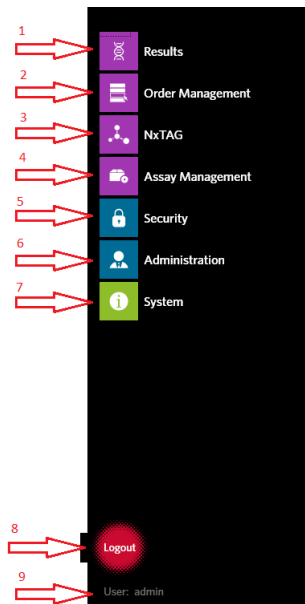 1
Results
2
Order Management
3
NxTAG
4
Assay Management
5
Security
6
Administration
7
System
8
Logout
9
User: admin